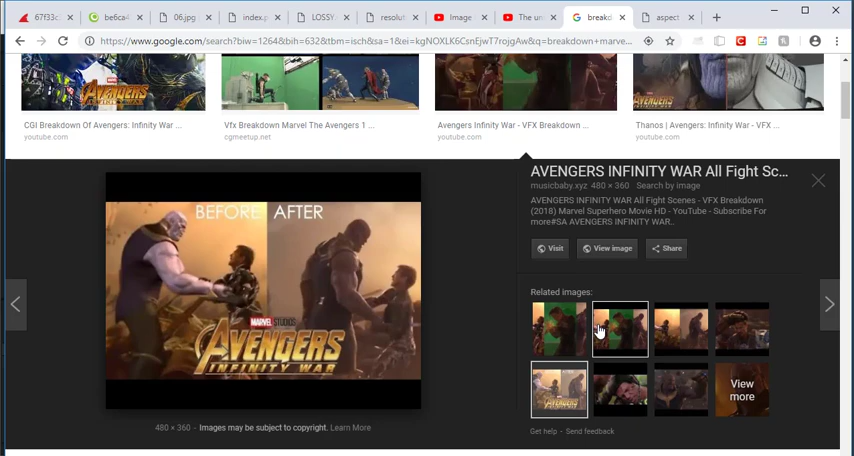 67f33c
be6ca4
06.jpg
index.p
LOSSY.
resolut
Image
The un
breakd
aspect
https://www.google.com/search?biw=1264&bih=632&tbm=isch&sa=1&ei=kgNOXLK6CsnEjwT7rojgAw&q=breakdown+marve...
AVENGERS
INFINITY WAR
AVENGERS
CGI Breakdown Of Avengers: Infinity War ...
youtube.com
Vfx Breakdown Marvel The Avengers 1 ...
cgmeetup.net
Avengers Infinity War - VFX Breakdown ...
youtube.com
Thanos | Avengers: Infinity War - VFX ...
youtube.com
BEFORE AFTER
MARVEL STUDIOS
AVENGERS
INFINITY WAR
480 × 360 - Images may be subject to copyright. Learn More
AVENGERS INFINITY WAR All Fight Sc...
musicbaby.xyz 480 × 360 Search by image
AVENGERS INFINITY WAR All Fight Scenes - VFX Breakdown
(2018) Marvel Superhero Movie HD - YouTube - Subscribe For
more#SA AVENGERS INFINITY WAR..
Visit View image Share
Related images:
View
more
Get help - Send feedback